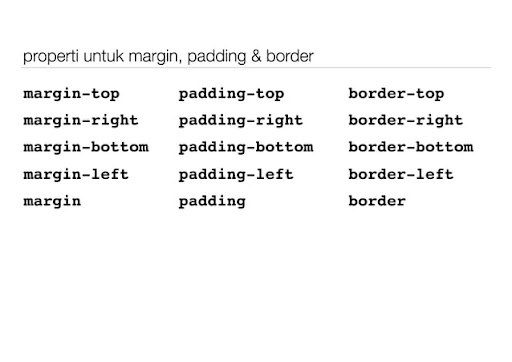 properti untuk margin, padding & border
margin-top padding-top border-top
margin-right padding-right border-right
margin-bottom padding-bottom border-bottom
margin-left padding-left border-left
margin padding border